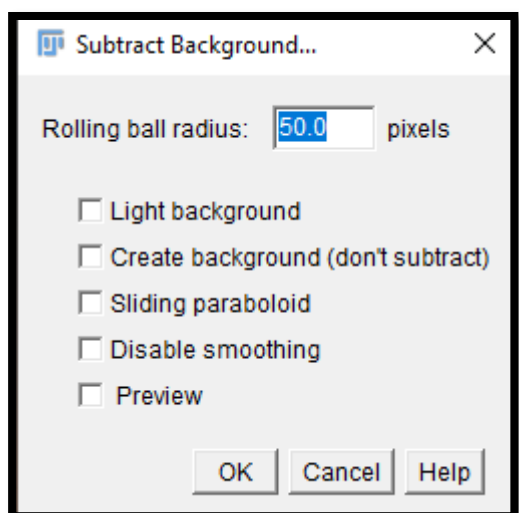 Subtract Background...
Rolling ball radius: 50.0 pixels
Light background
Create background (don't subtract)
Sliding paraboloid
Disable smoothing
Preview
OK Cancel Help